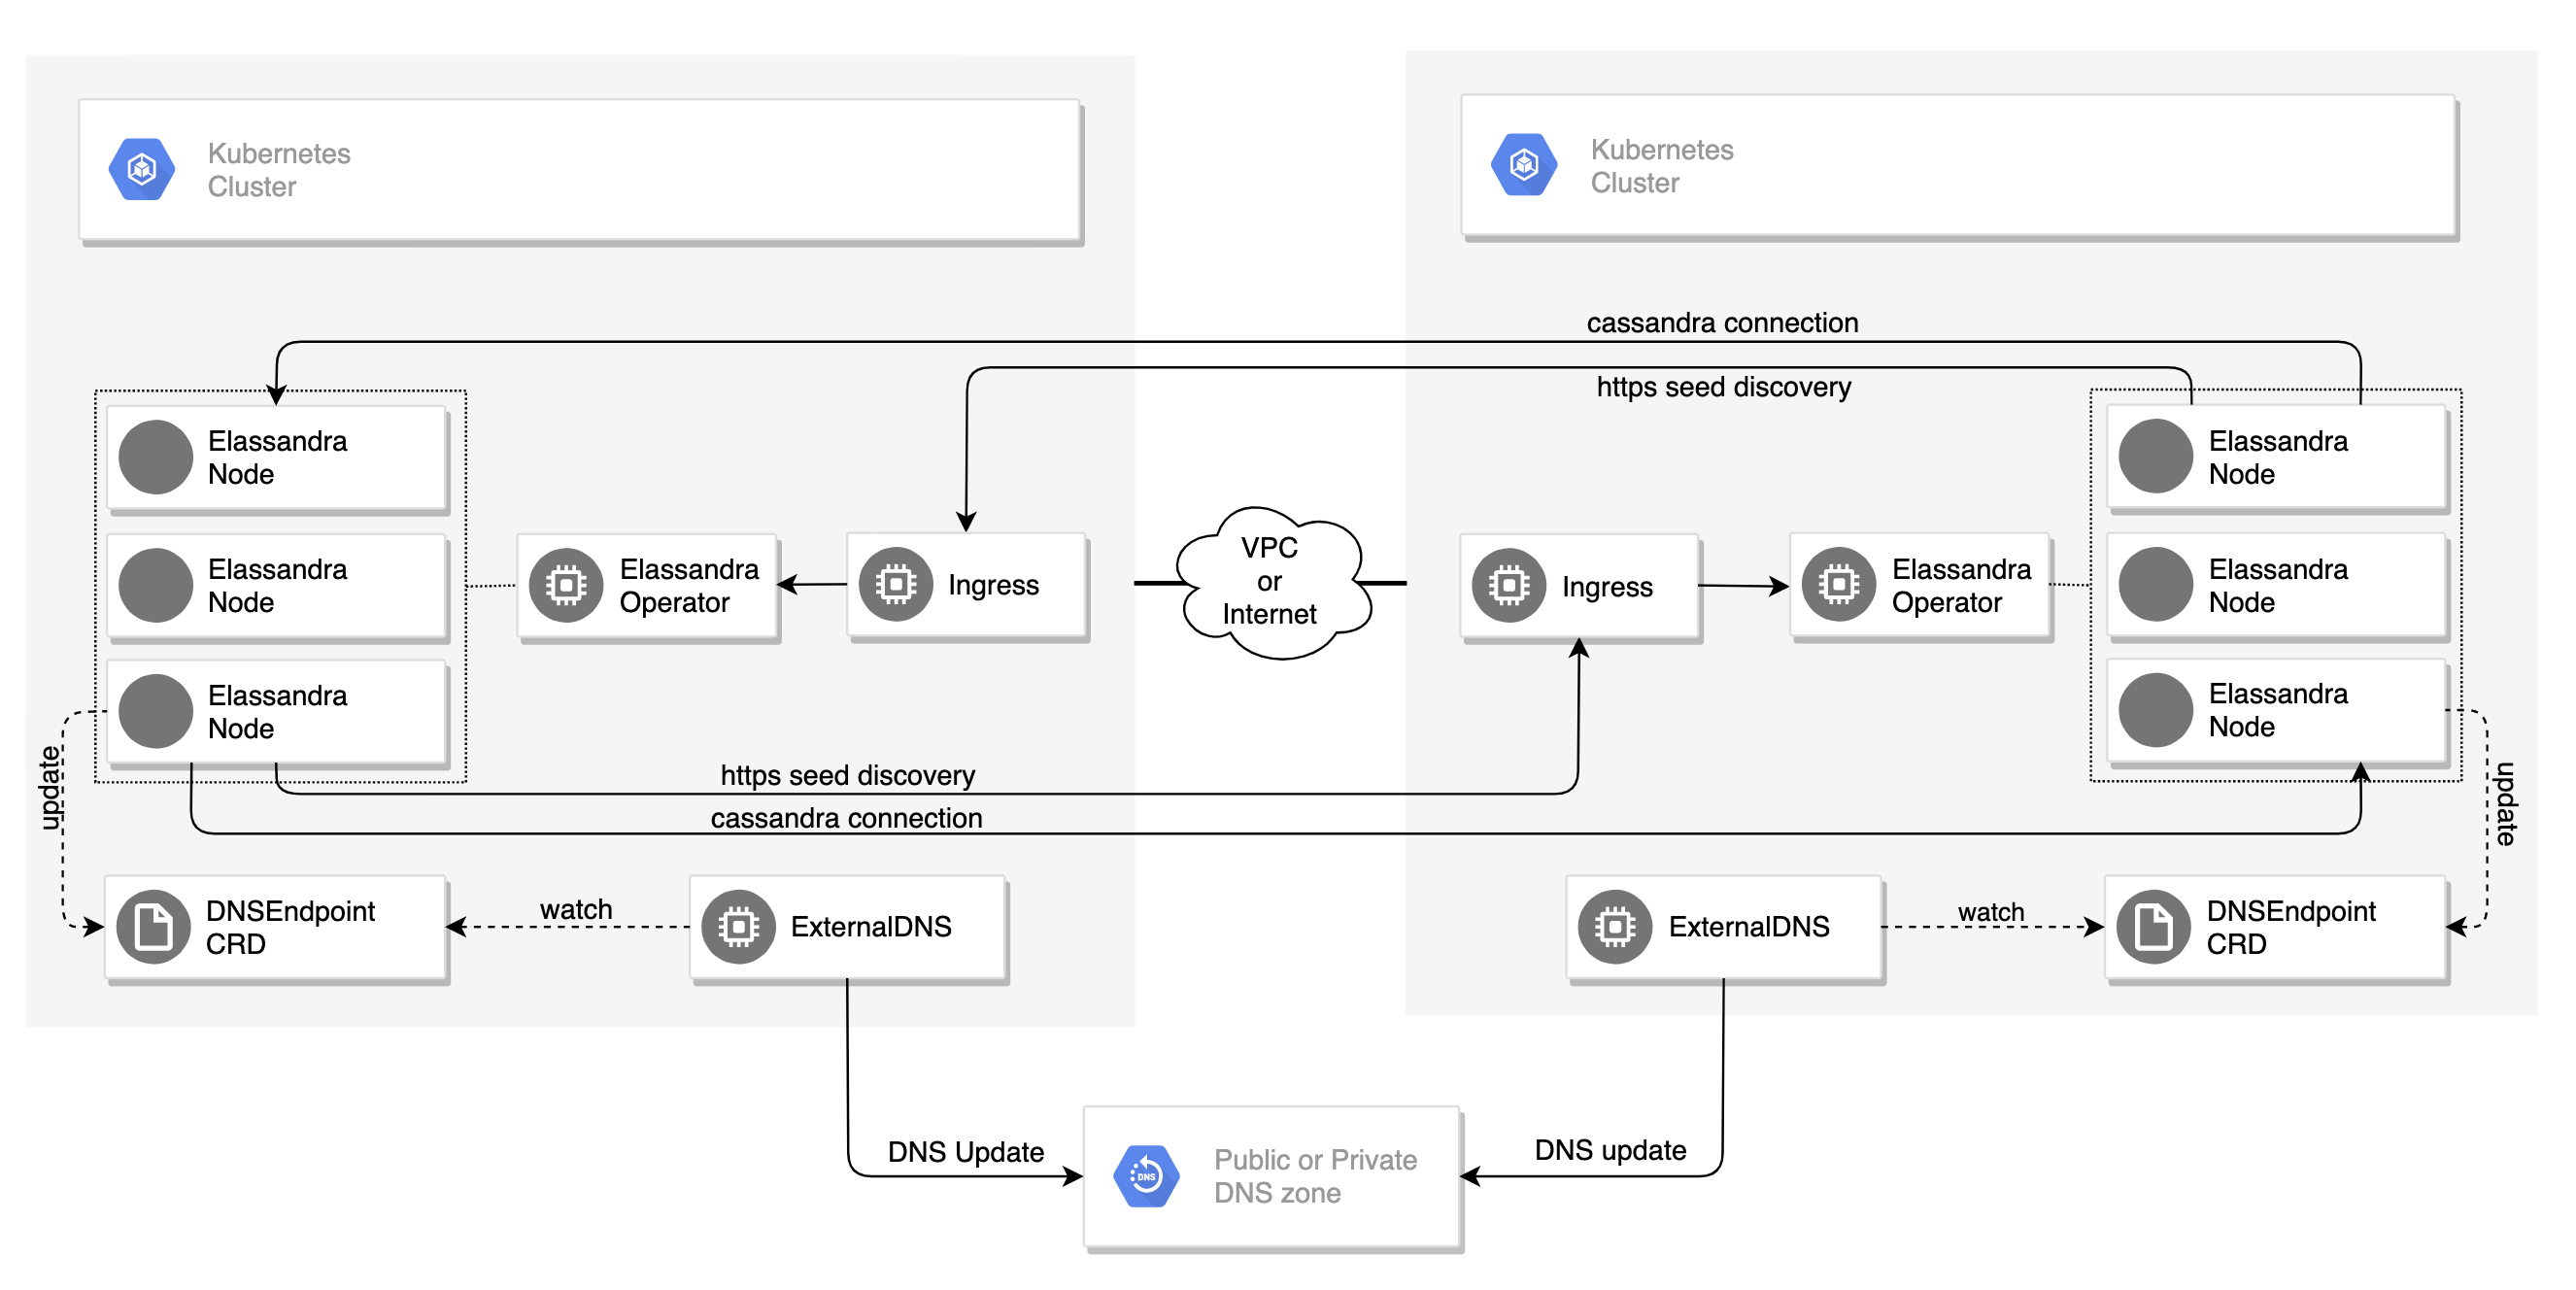 Kubernetes
Cluster
Kubernetes
Cluster
cassandra connection
https seed discovery
Elassandra
Node
Elassandra
Node
Elassandra
Node
Elassandra
Operator
Ingress
VPC
or
Internet
Ingress
Elassandra
Operator
Elassandra
Node
Elassandra
Node
Elassandra
Node
update
https seed discovery
cassandra connection
update
DNSEndpoint
CRD
watch
ExternalDNS
ExternalDNS
watch
DNSEndpoint
CRD
DNS Update
DNS
Public or Private
DNS zone
DNS update